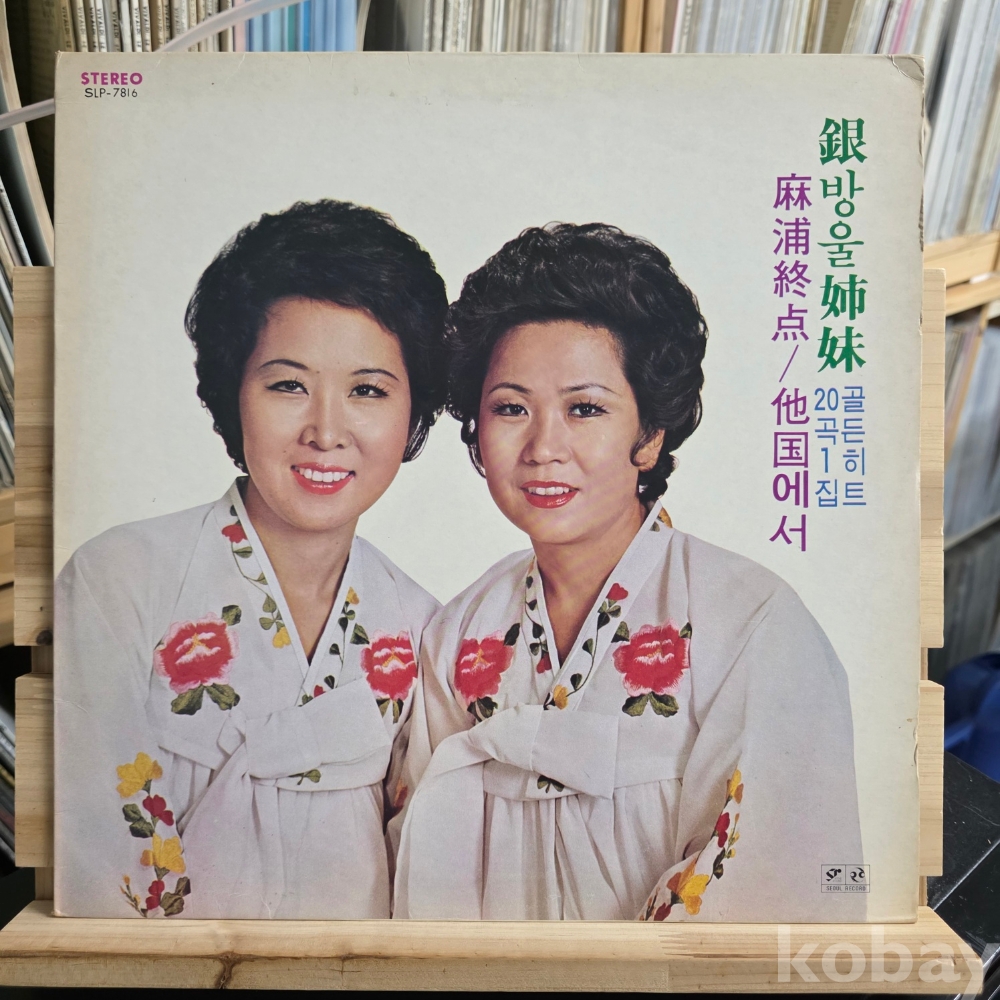 STEREO
SLP-7816
銀방울姉妹
골든히트
20곡1집
麻浦終点/他国에서
SEOUL RECORD
kobay